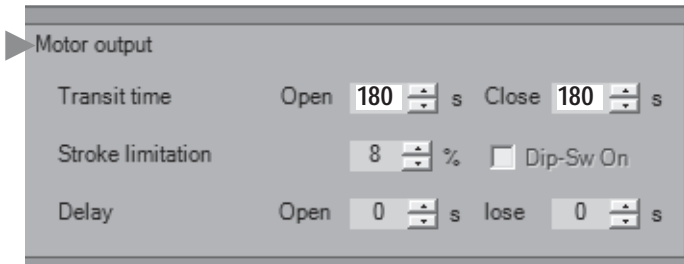 Motor output
Transit time Open 180 s Close 180 s
Stroke limitation 8 % Dip-Sw On
Delay Open 0 s lose 0 s